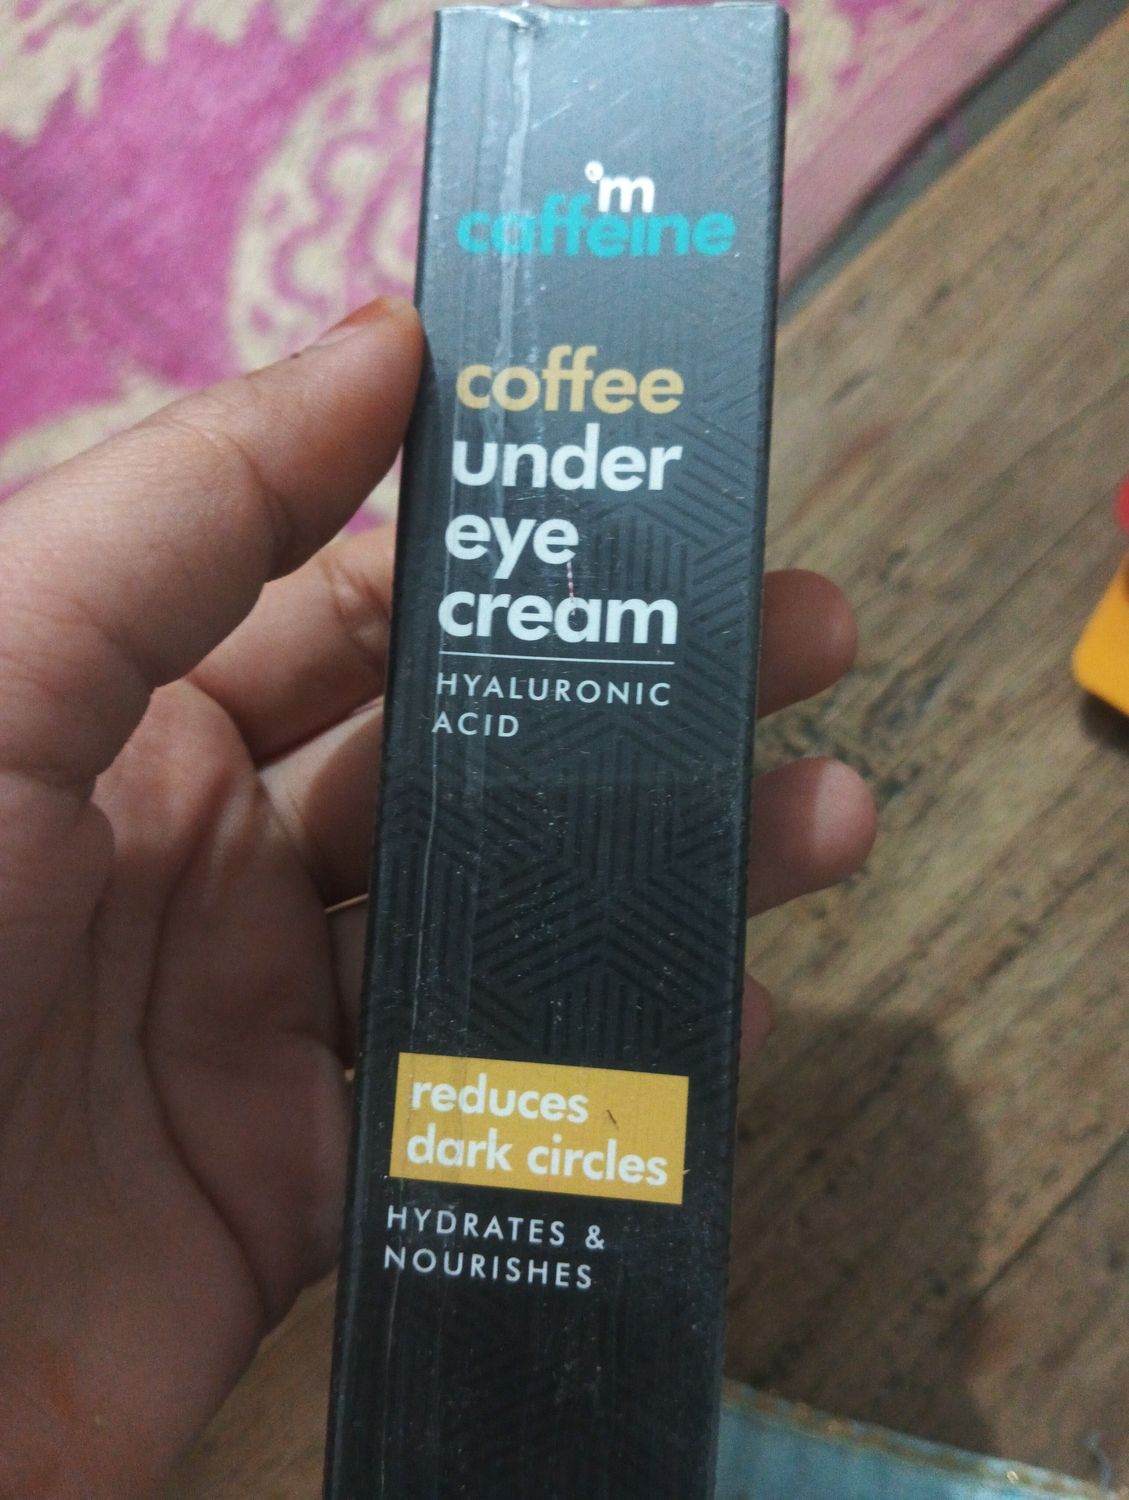 'm
caffeine
coffee
under
eye
cream
HYALURONIC
ACID
reduces
dark circles
HYDRATES &
NOURISHES